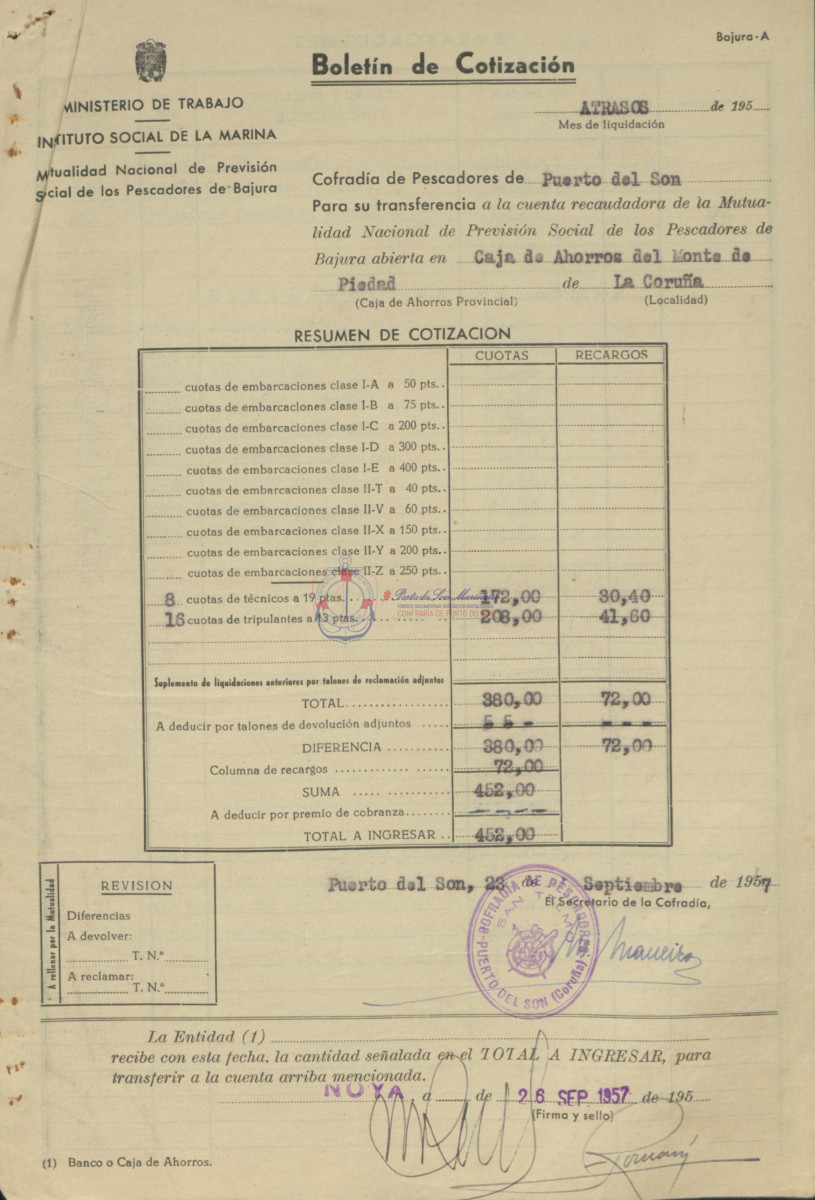 Bajura-A
Boletín de Cotización
MINISTERIO DE TRABAJO
INSTITUTO SOCIAL DE LA MARINA
Mutualidad Nacional de Previsión
Social de los Pescadores de Bajura
ATRASOS de 195
Mes de liquidación
Cofradía de Pescadores de Puerto del Son
Para su transferencia a la cuenta recaudadora de la Mutua-
lidad Nacional de Previsión Social de los Pescadores de
Bajura abierta en Caja de Ahorros del Monte de
Piedad de La Coruña
(Caja de Ahorros Provincial) (Localidad)
RESUMEN DE COTIZACION
CUOTAS RECARGOS
cuotas de embarcaciones clase I-A a 50 pts..
cuotas de embarcaciones clase I-B a 75 pts..
cuotas de embarcaciones clase I-C a 200 pts..
cuotas de embarcaciones clase I-D a 300 pts..
cuotas de embarcaciones clase I-E a 400 pts..
cuotas de embarcaciones clase II-T a 40 pts..
cuotas de embarcaciones clase II-V a 60 pts..
cuotas de embarcaciones clase II-X a 150 pts..
cuotas de embarcaciones clase II-Y a 200 pts..
cuotas de embarcaciones clase II-Z a 250 pts..
8 cuotas de técnicos a 19 ptas. 172,00 30,40
16 cuotas de tripulantes a 13 ptas. 208,00 41,60
Suplemento de liquidaciones anteriores por talones de reclamación adjuntos
TOTAL 380,00 72,00
A deducir por talones de devolución adjuntos
DIFERENCIA 380,00 72,00
Columna de recargos 72,00
SUMA 452,00
A deducir por premio de cobranza
TOTAL A INGRESAR 452,00
Puerto del Son, 23 de Septiembre de 1957
El Secretario de la Cofradía,
COFRADIA DE PESCADORES
SAN TELMO
PUERTO DEL SON (Coruña)
Maneiro
A rellenar por la Mutualidad
REVISION
Diferencias
A devolver:
T. N.º
A reclamar:
T. N.º
La Entidad (1)
recibe con esta fecha, la cantidad señalada en el TOTAL A INGRESAR, para
transferir a la cuenta arriba mencionada.
NOYA a de 26 SEP. 1957 de 195
(Firma y sello)
(1) Banco o Caja de Ahorros.